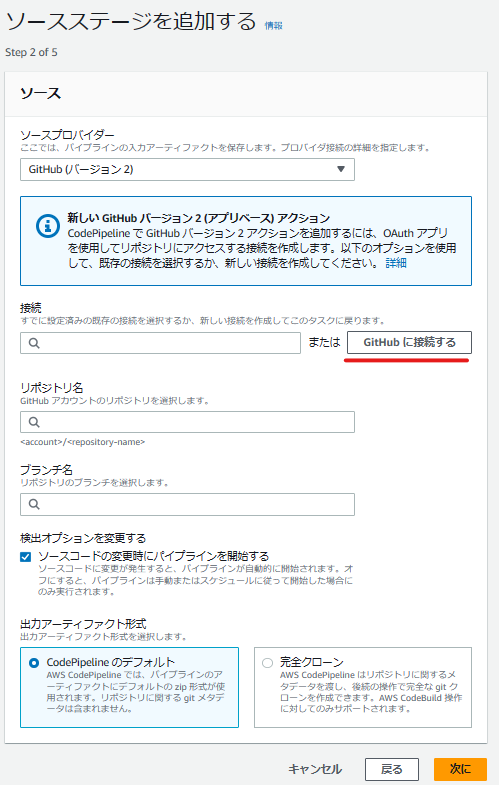 ソースステージを追加する 情報
Step 2 of 5
ソース
ソースプロバイダー
ここでは、パイプラインの入力アーティファクトを保存します。プロバイダ接続の詳細を指定します。
GitHub (バージョン 2)
新しい GitHub バージョン 2 (アプリベース) アクション
CodePipeline で GitHub バージョン 2 アクションを追加するには、OAuth アプリ
を使用してリポジトリにアクセスする接続を作成します。以下のオプションを使用
して、既存の接続を選択するか、新しい接続を作成してください。 詳細
接続
すでに設定済みの既存の接続を選択するか、新しい接続を作成してこのタスクに戻ります。
または GitHub に接続する
リポジトリ名
GitHub アカウントのリポジトリを選択します。
<account>/<repository-name>
ブランチ名
リポジトリのブランチを選択します。
検出オプションを変更する
ソースコードの変更時にパイプラインを開始する
ソースコードに変更が発生すると、パイプラインが自動的に開始されます。オ
フにすると、パイプラインは手動またはスケジュールに従って開始した場合に
のみ実行されます。
出力アーティファクト形式
出力アーティファクト形式を選択します。
CodePipeline のデフォルト
AWS CodePipeline では、パイプラインのア
ーティファクトにデフォルトの zip 形式が
使用されます。リポジトリに関する git メタ
データは含まれません。
完全クローン
AWS CodePipeline はリポジトリに関するメ
タデータを渡し、後続の操作で完全な git ク
ローンを作成できます。AWS CodeBuild 操作
に対してのみサポートされます。
キャンセル 戻る 次に